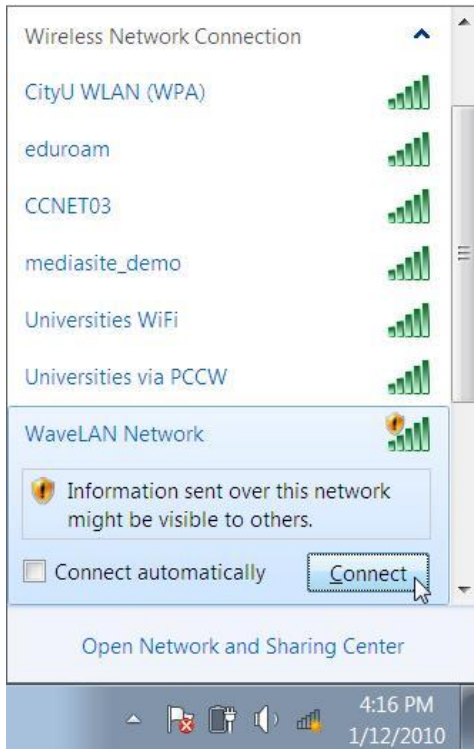 Wireless Network Connection
CityU WLAN (WPA)
eduroam
CCNET03
mediasite_demo
Universities WiFi
Universities via PCCW
WaveLAN Network
Information sent over this network
might be visible to others.
Connect automatically
Connect
Open Network and Sharing Center
4:16 PM
1/12/2010